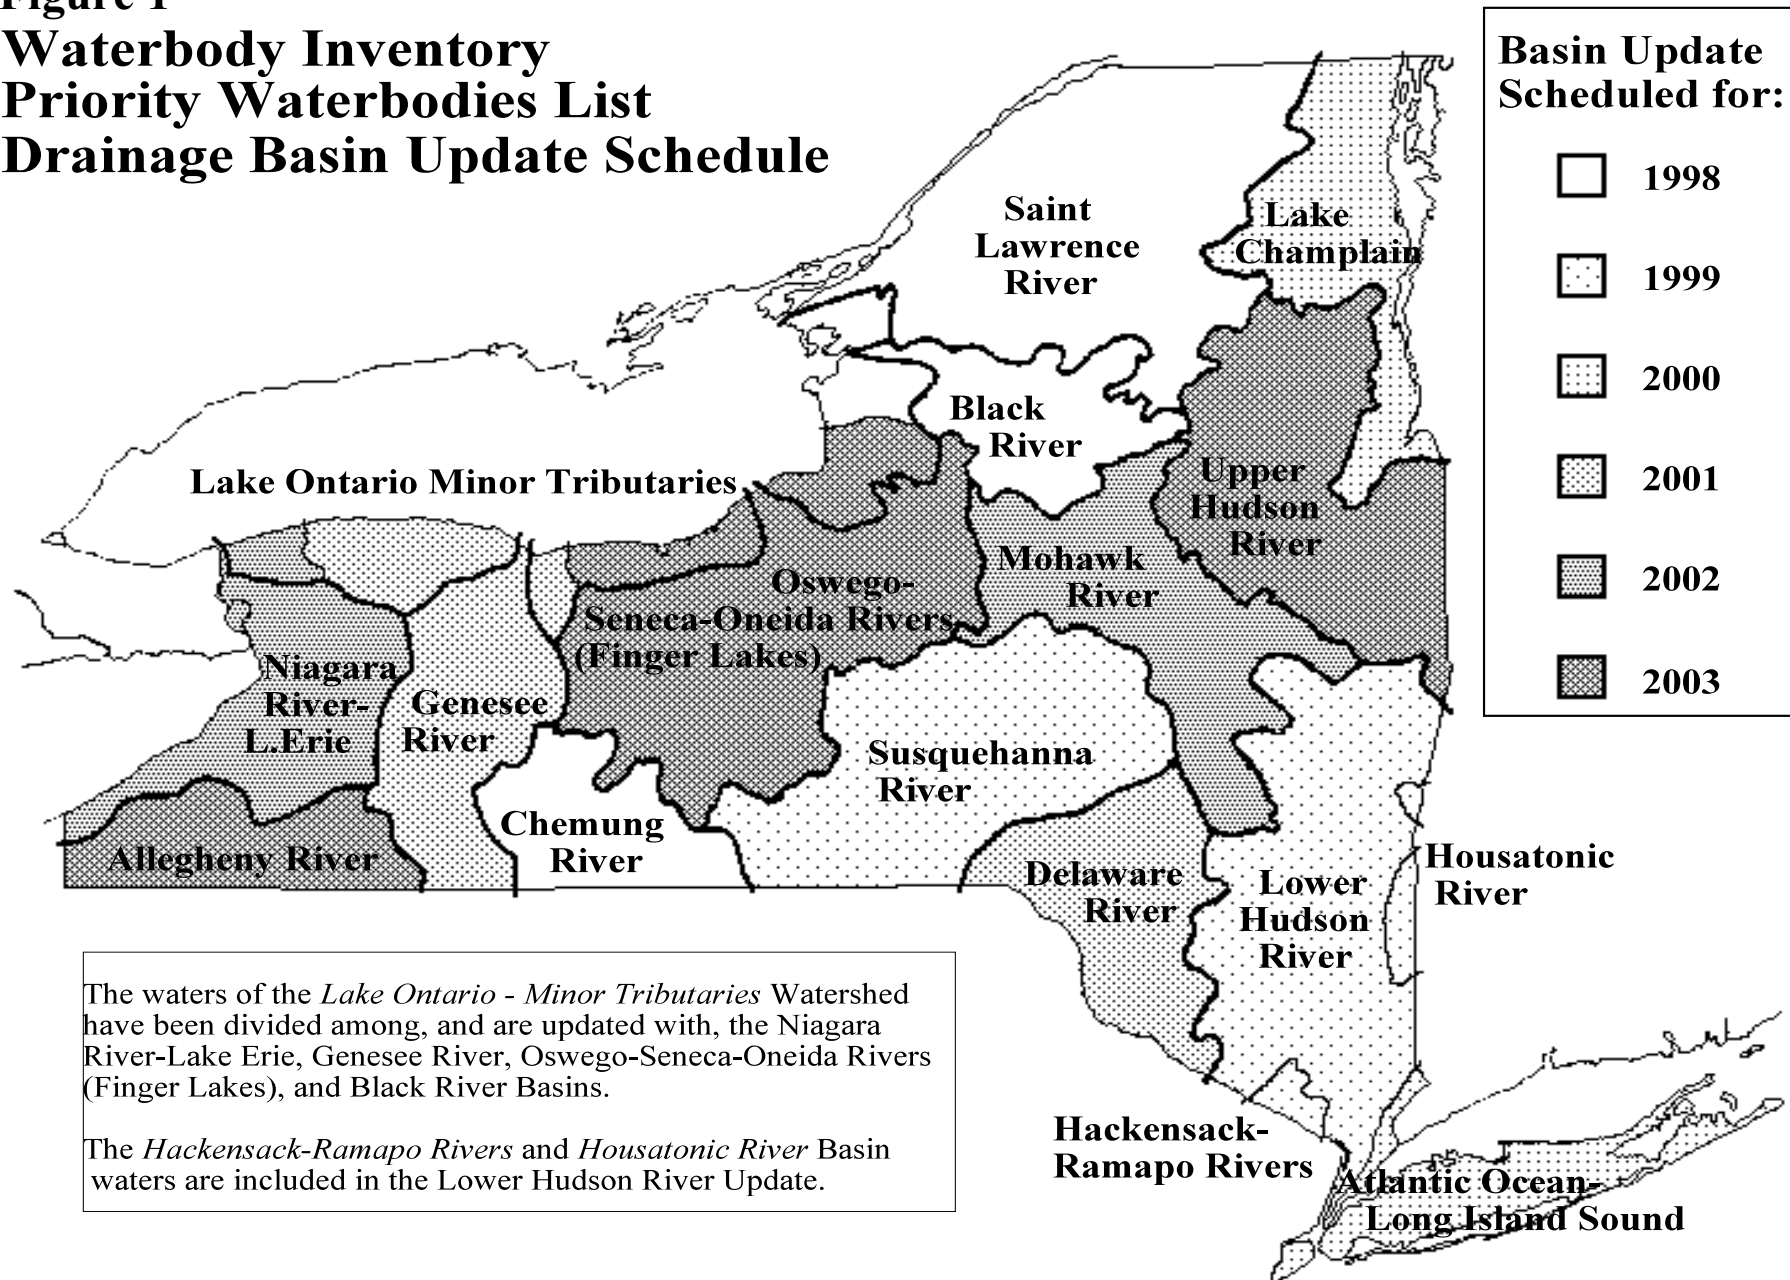 Figure 1
Waterbody Inventory
Priority Waterbodies List
Drainage Basin Update Schedule
Basin Update
Scheduled for:
1998
1999
2000
2001
2002
2003
Saint
Lawrence
River
Lake
Champlain
Black
River
Lake Ontario Minor Tributaries
Upper
Hudson
River
Mohawk
River
Oswego-
Seneca-Oneida Rivers
(Finger Lakes)
Niagara
River-
L.Erie
Genesee
River
Susquehanna
River
Chemung
River
Allegheny River
Delaware
River
Lower
Hudson
River
Housatonic
River
Hackensack-
Ramapo Rivers
Atlantic Ocean-
Long Island Sound
The waters of the Lake Ontario - Minor Tributaries Watershed
have been divided among, and are updated with, the Niagara
River-Lake Erie, Genesee River, Oswego-Seneca-Oneida Rivers
(Finger Lakes), and Black River Basins.
The Hackensack-Ramapo Rivers and Housatonic River Basin
waters are included in the Lower Hudson River Update.